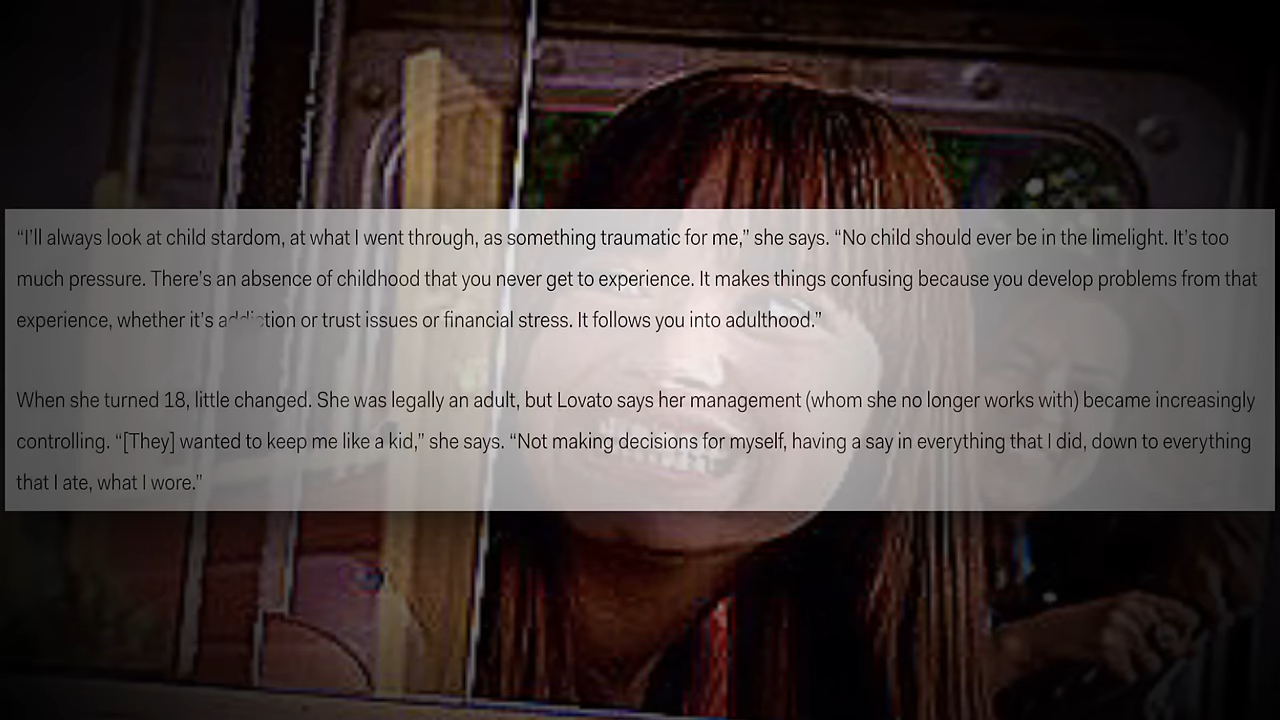 “I’ll always look at child stardom, at what I went through, as something traumatic for me,” she says. “No child should ever be in the limelight. It’s too
much pressure. There’s an absence of childhood that you never get to experience. It makes things confusing because you develop problems from that
experience, whether it’s addiction or trust issues or financial stress. It follows you into adulthood.”
When she turned 18, little changed. She was legally an adult, but Lovato says her management (whom she no longer works with) became increasingly
controlling. “[They] wanted to keep me like a kid,” she says. “Not making decisions for myself, having a say in everything that I did, down to everything
that I ate, what I wore.”